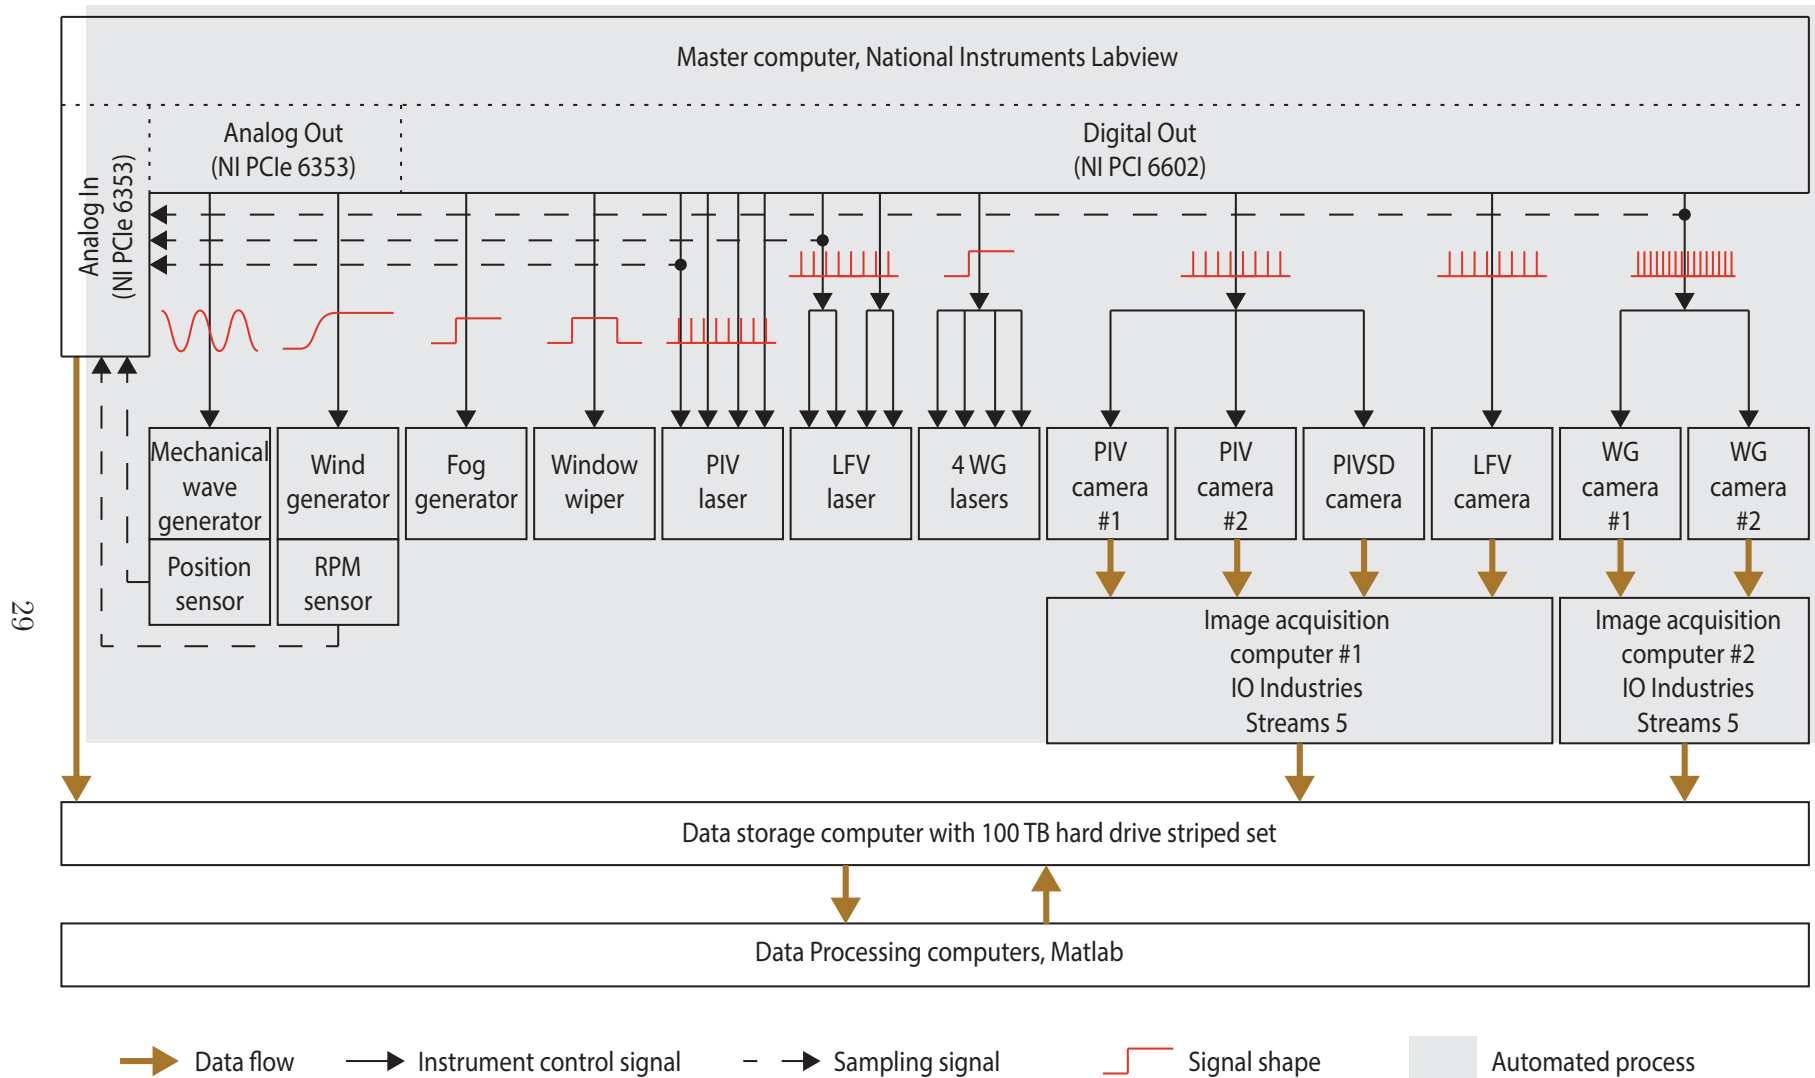 Master computer, National Instruments Labview
Analog In
(NI PCIe 6353)
Analog Out
(NI PCIe 6353)
Digital Out
(NI PCI 6602)
Mechanical
wave
generator
Wind
generator
Fog
generator
Window
wiper
PIV
laser
LFV
laser
4 WG
lasers
PIV
camera
#1
PIV
camera
#2
PIVSD
camera
LFV
camera
WG
camera
#1
WG
camera
#2
Position
sensor
RPM
sensor
29
Image acquisition
computer #1
IO Industries
Streams 5
Image acquisition
computer #2
IO Industries
Streams 5
Data storage computer with 100 TB hard drive striped set
Data Processing computers, Matlab
Data flow
Instrument control signal
Sampling signal
Signal shape
Automated process